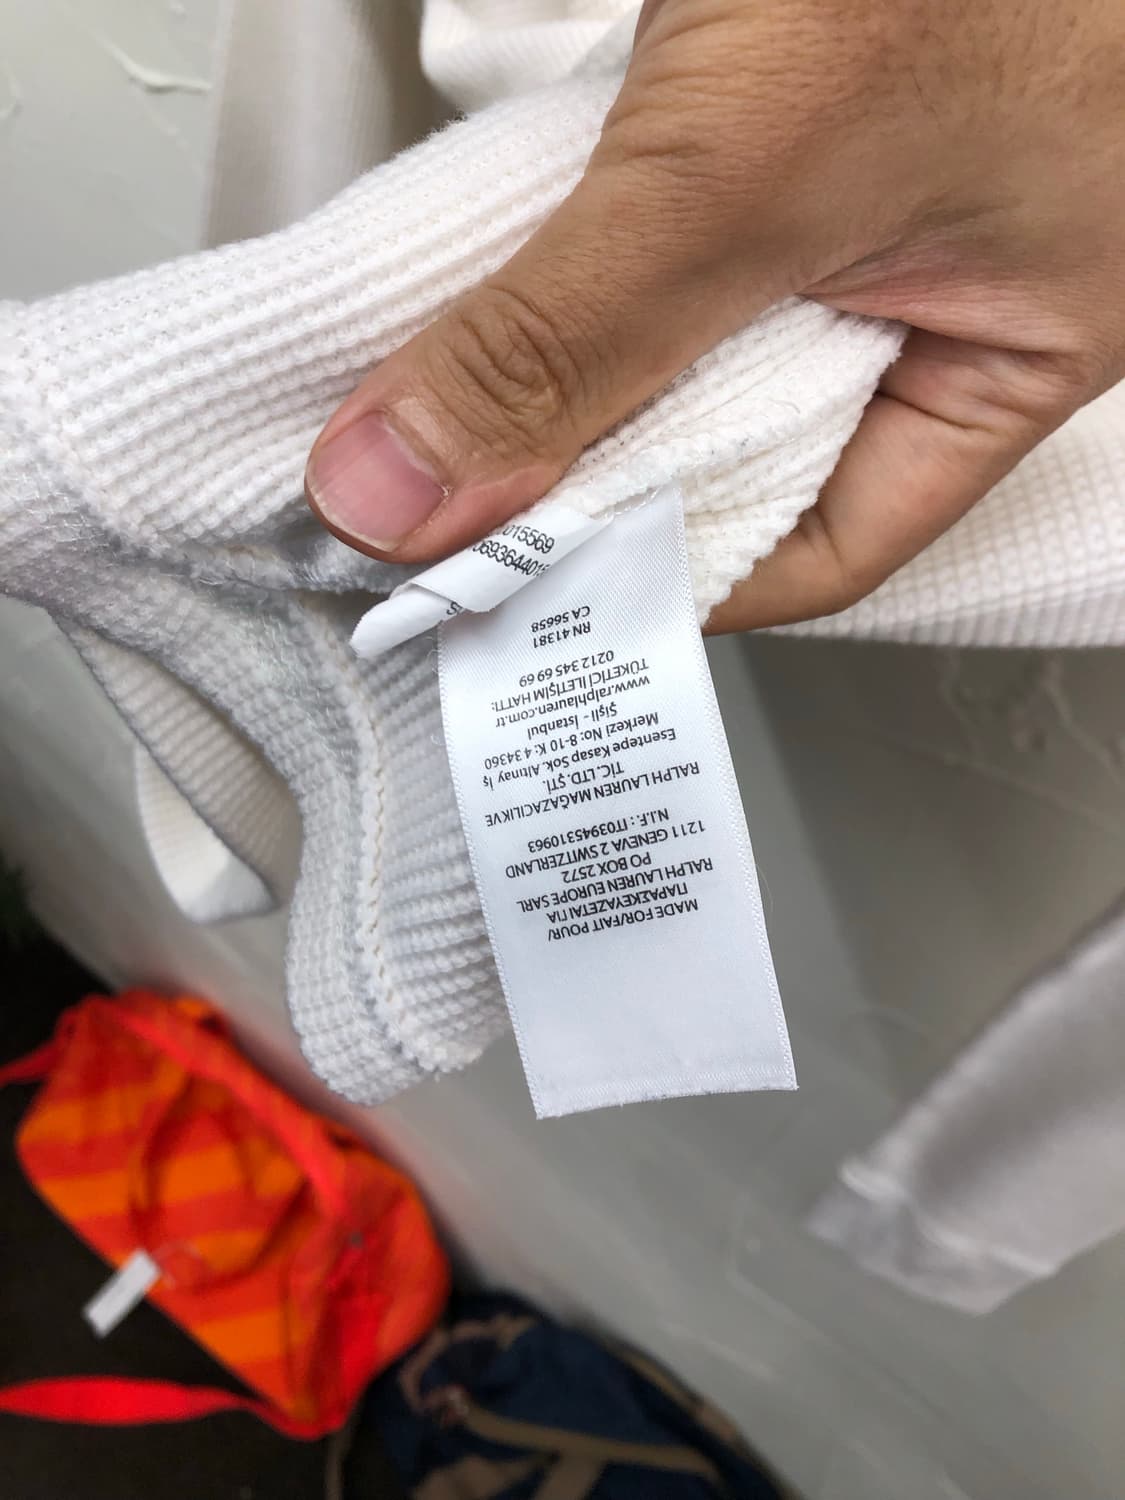 MADE FOR/FAIT POUR/
ΠΑΡΑΣΚΕΥΑΖΕΤΑΙ ΓΙΑ
RALPH LAUREN EUROPE SARL
PO BOX 2572
1211 GENEVA 2 SWITZERLAND
N.I.F. : IT03945310963
RALPH LAUREN MAĞAZACILIK VE
TİC. LTD. ŞTİ.
Esentepe Kasap Sok. Altınay İş
Merkezi No: 8-10 K: 4 34360
Şişli - İstanbul
www.ralphlauren.com.tr
TÜKETİCİ İLETİŞİM HATTI:
0212 345 69 69
RN 41381
CA 56658
015569